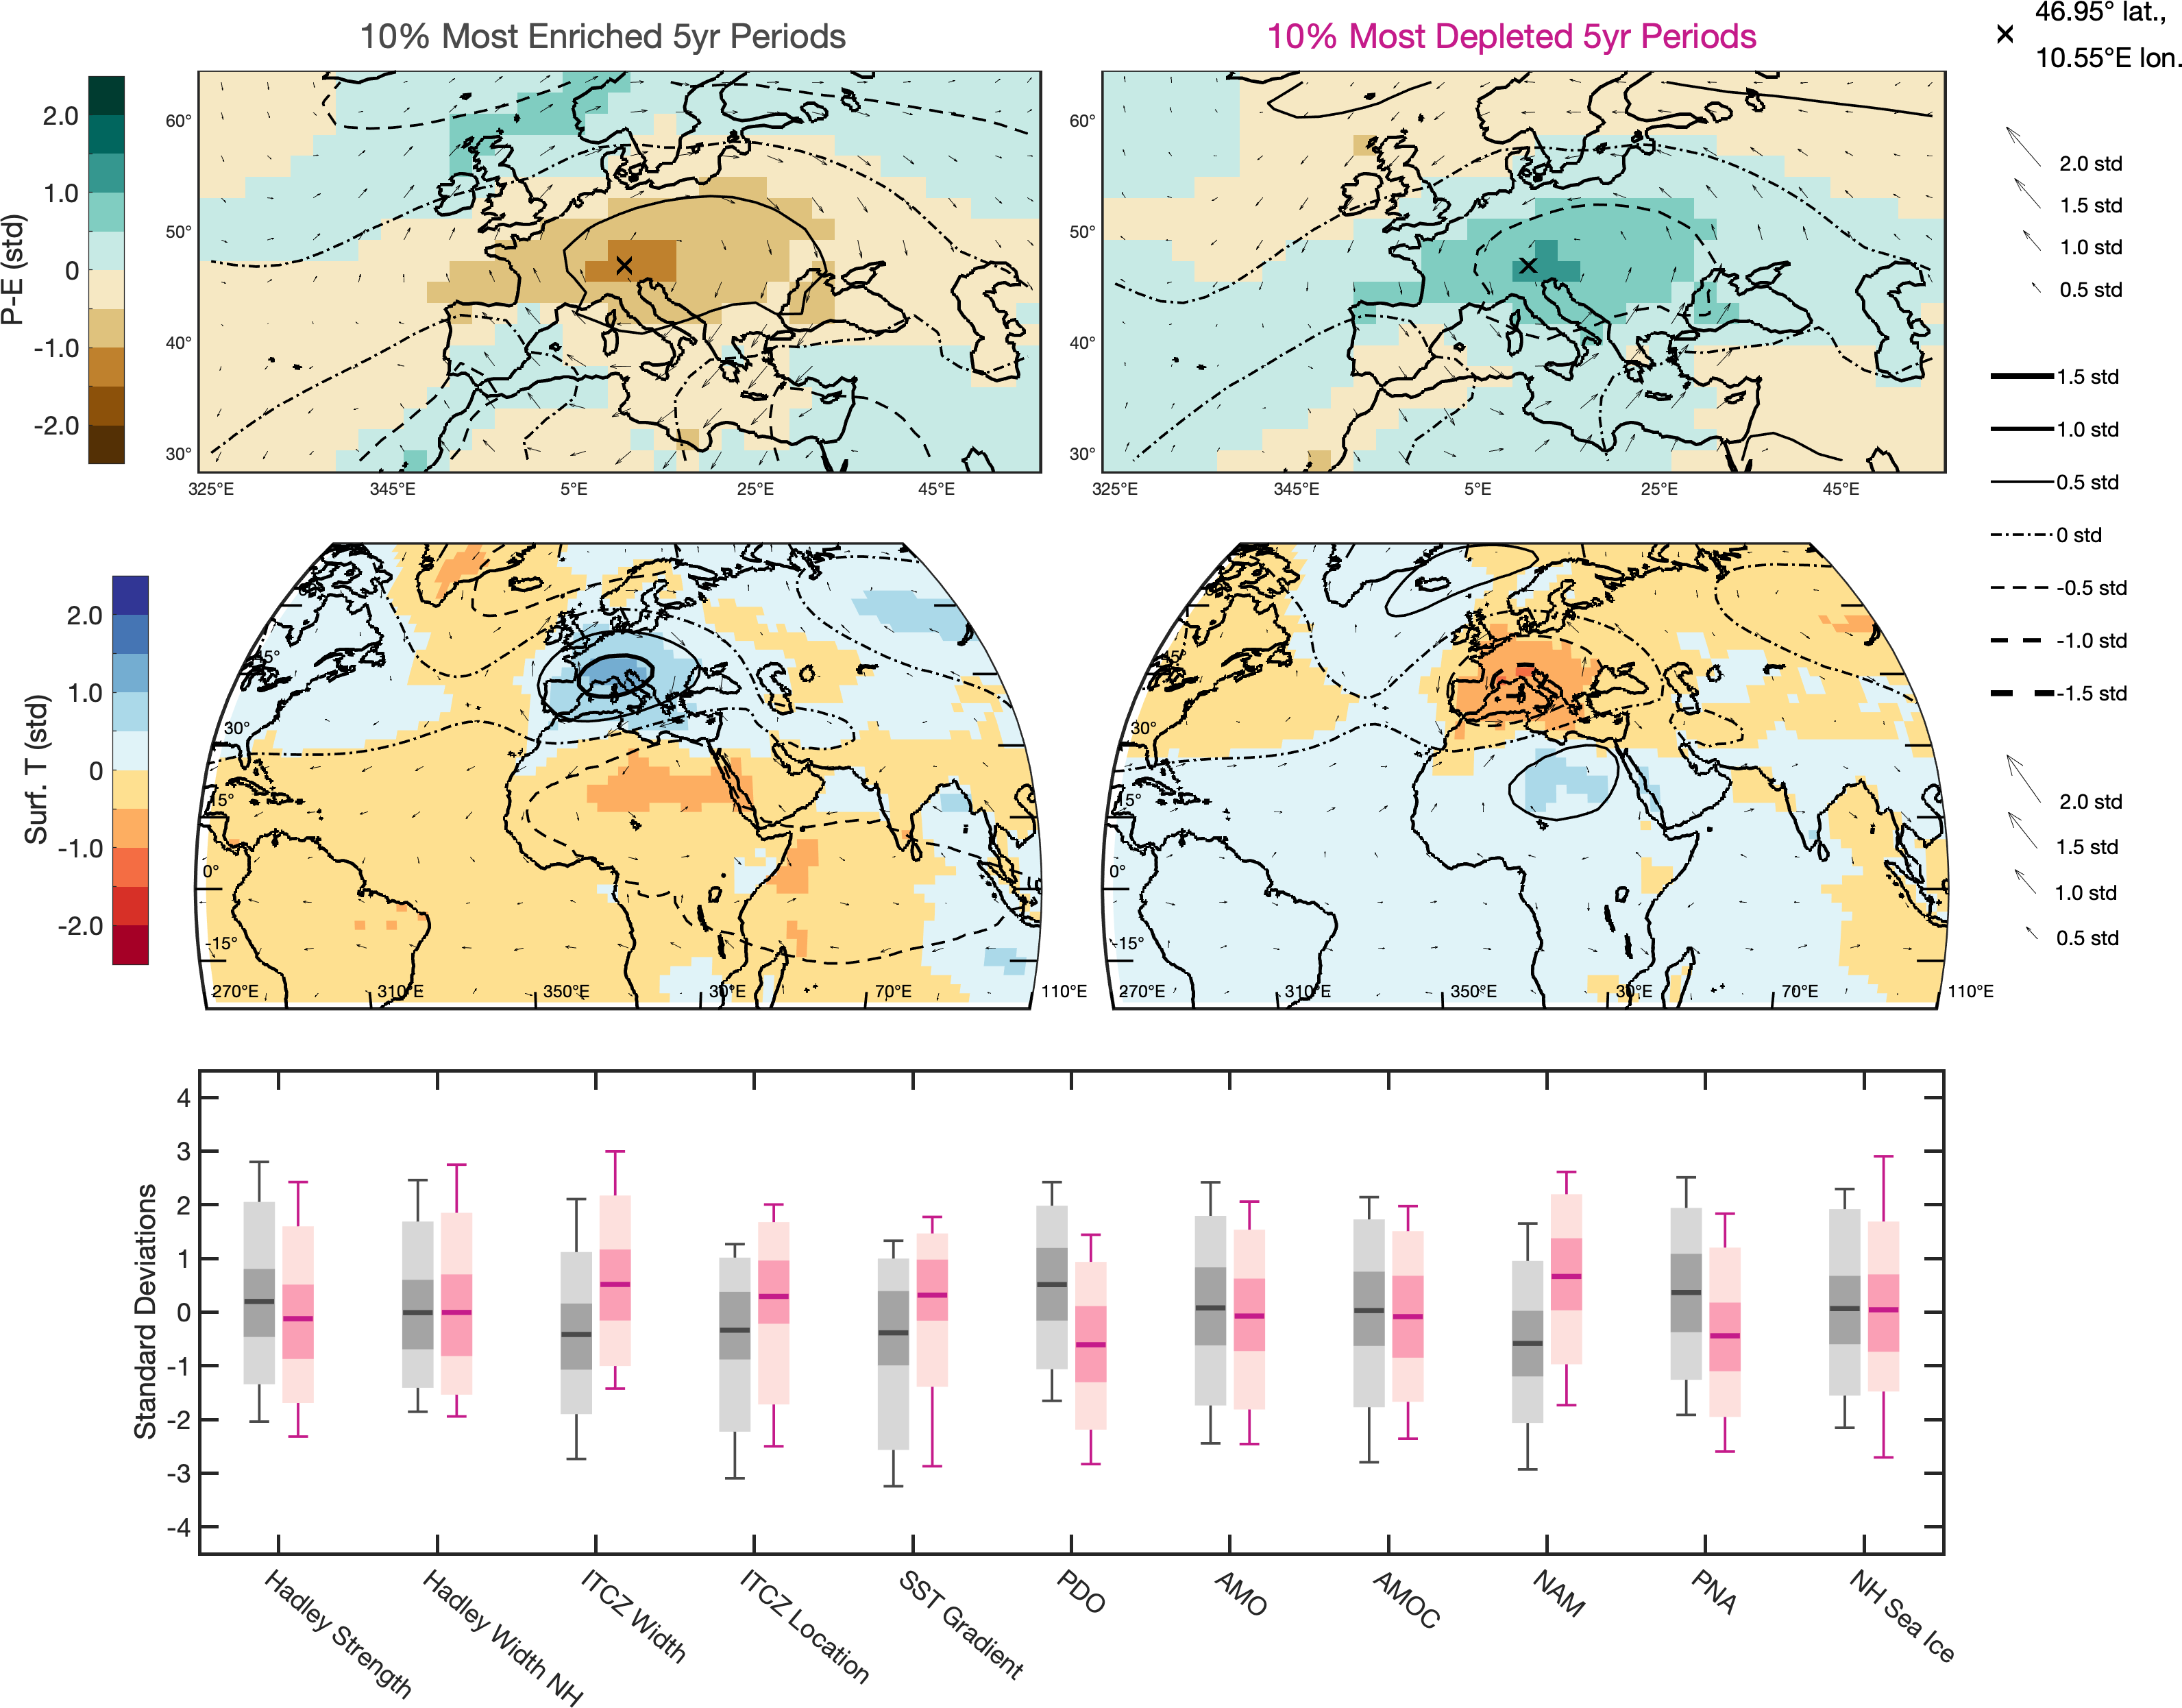 10% Most Enriched 5yr Periods
10% Most Depleted 5yr Periods
46.95° lat.,
10.55°E lon.
P-E (std)
2.0
1.0
0
-1.0
-2.0
60°
50°
40°
30°
325°E 345°E 5°E 25°E 45°E
60°
50°
40°
30°
325°E 345°E 5°E 25°E 45°E
2.0 std
1.5 std
1.0 std
0.5 std
1.5 std
1.0 std
0.5 std
0 std
-0.5 std
-1.0 std
-1.5 std
Surf. T (std)
2.0
1.0
0
-1.0
-2.0
30°
15°
0°
-15°
270°E 310°E 350°E 30°E 70°E 110°E
30°
15°
0°
-15°
270°E 310°E 350°E 30°E 70°E 110°E
2.0 std
1.5 std
1.0 std
0.5 std
Standard Deviations
4
3
2
1
0
-1
-2
-3
-4
Hadley Strength
Hadley Width NH
ITCZ Width
ITCZ Location
SST Gradient
PDO
AMO
AMOC
NAM
PNA
NH Sea Ice